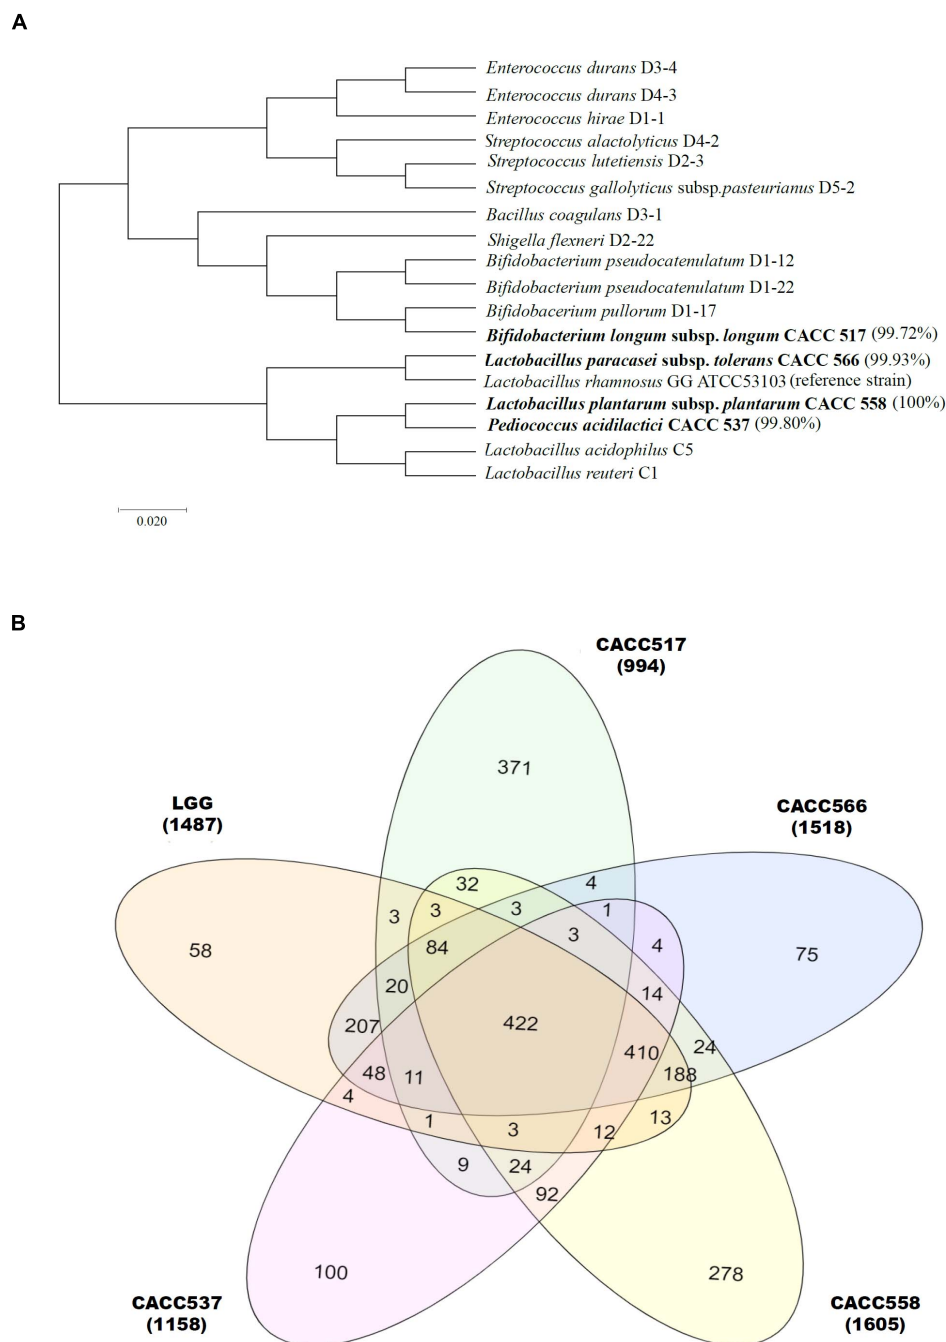 A
Enterococcus durans D3-4
Enterococcus durans D4-3
Enterococcus hirae D1-1
Streptococcus alactolyticus D4-2
Streptococcus lutetiensis D2-3
Streptococcus gallolyticus subsp.pasteurianus D5-2
Bacillus coagulans D3-1
Shigella flexneri D2-22
Bifidobacterium pseudocatenulatum D1-12
Bifidobacterium pseudocatenulatum D1-22
Bifidobacerium pullorum D1-17
Bifidobacterium longum subsp. longum CACC 517 (99.72%)
Lactobacillus paracasei subsp. tolerans CACC 566 (99.93%)
Lactobacillus rhamnosus GG ATCC53103 (reference strain)
Lactobacillus plantarum subsp. plantarum CACC 558 (100%)
Pediococcus acidilactici CACC 537 (99.80%)
Lactobacillus acidophilus C5
Lactobacillus reuteri C1
0.020
B
CACC517
(994)
371
LGG
(1487)
CACC566
(1518)
32
4
3
3
3
1
3
4
58
84
75
20
14
207
422
410
24
48
11
188
4
1
3
12
13
9
24
92
100
278
CACC537
(1158)
CACC558
(1605)